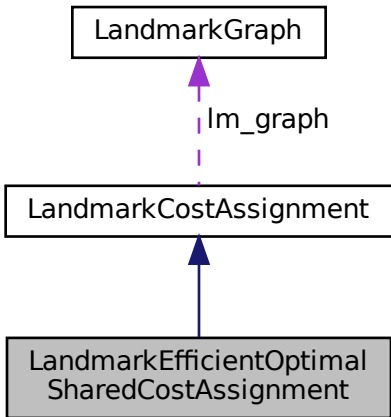 LandmarkGraph
lm_graph
LandmarkCostAssignment
LandmarkEfficientOptimal
SharedCostAssignment